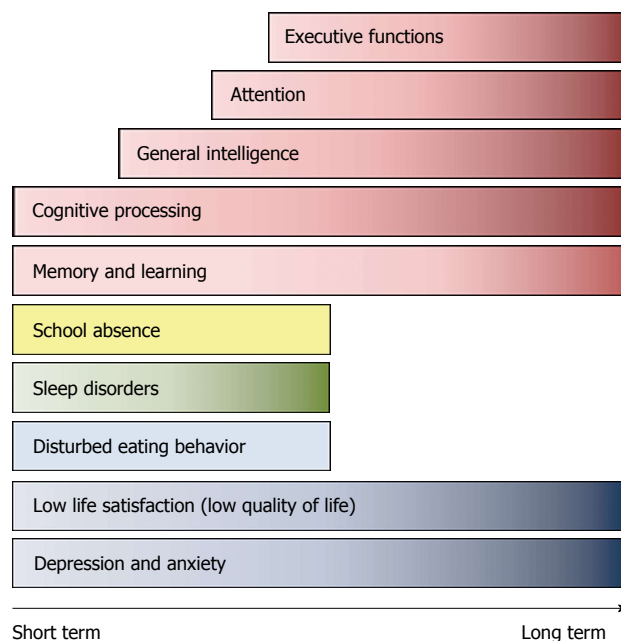 Executive functions
Attention
General intelligence
Cognitive processing
Memory and learning
School absence
Sleep disorders
Disturbed eating behavior
Low life satisfaction (low quality of life)
Depression and anxiety
Short term Long term